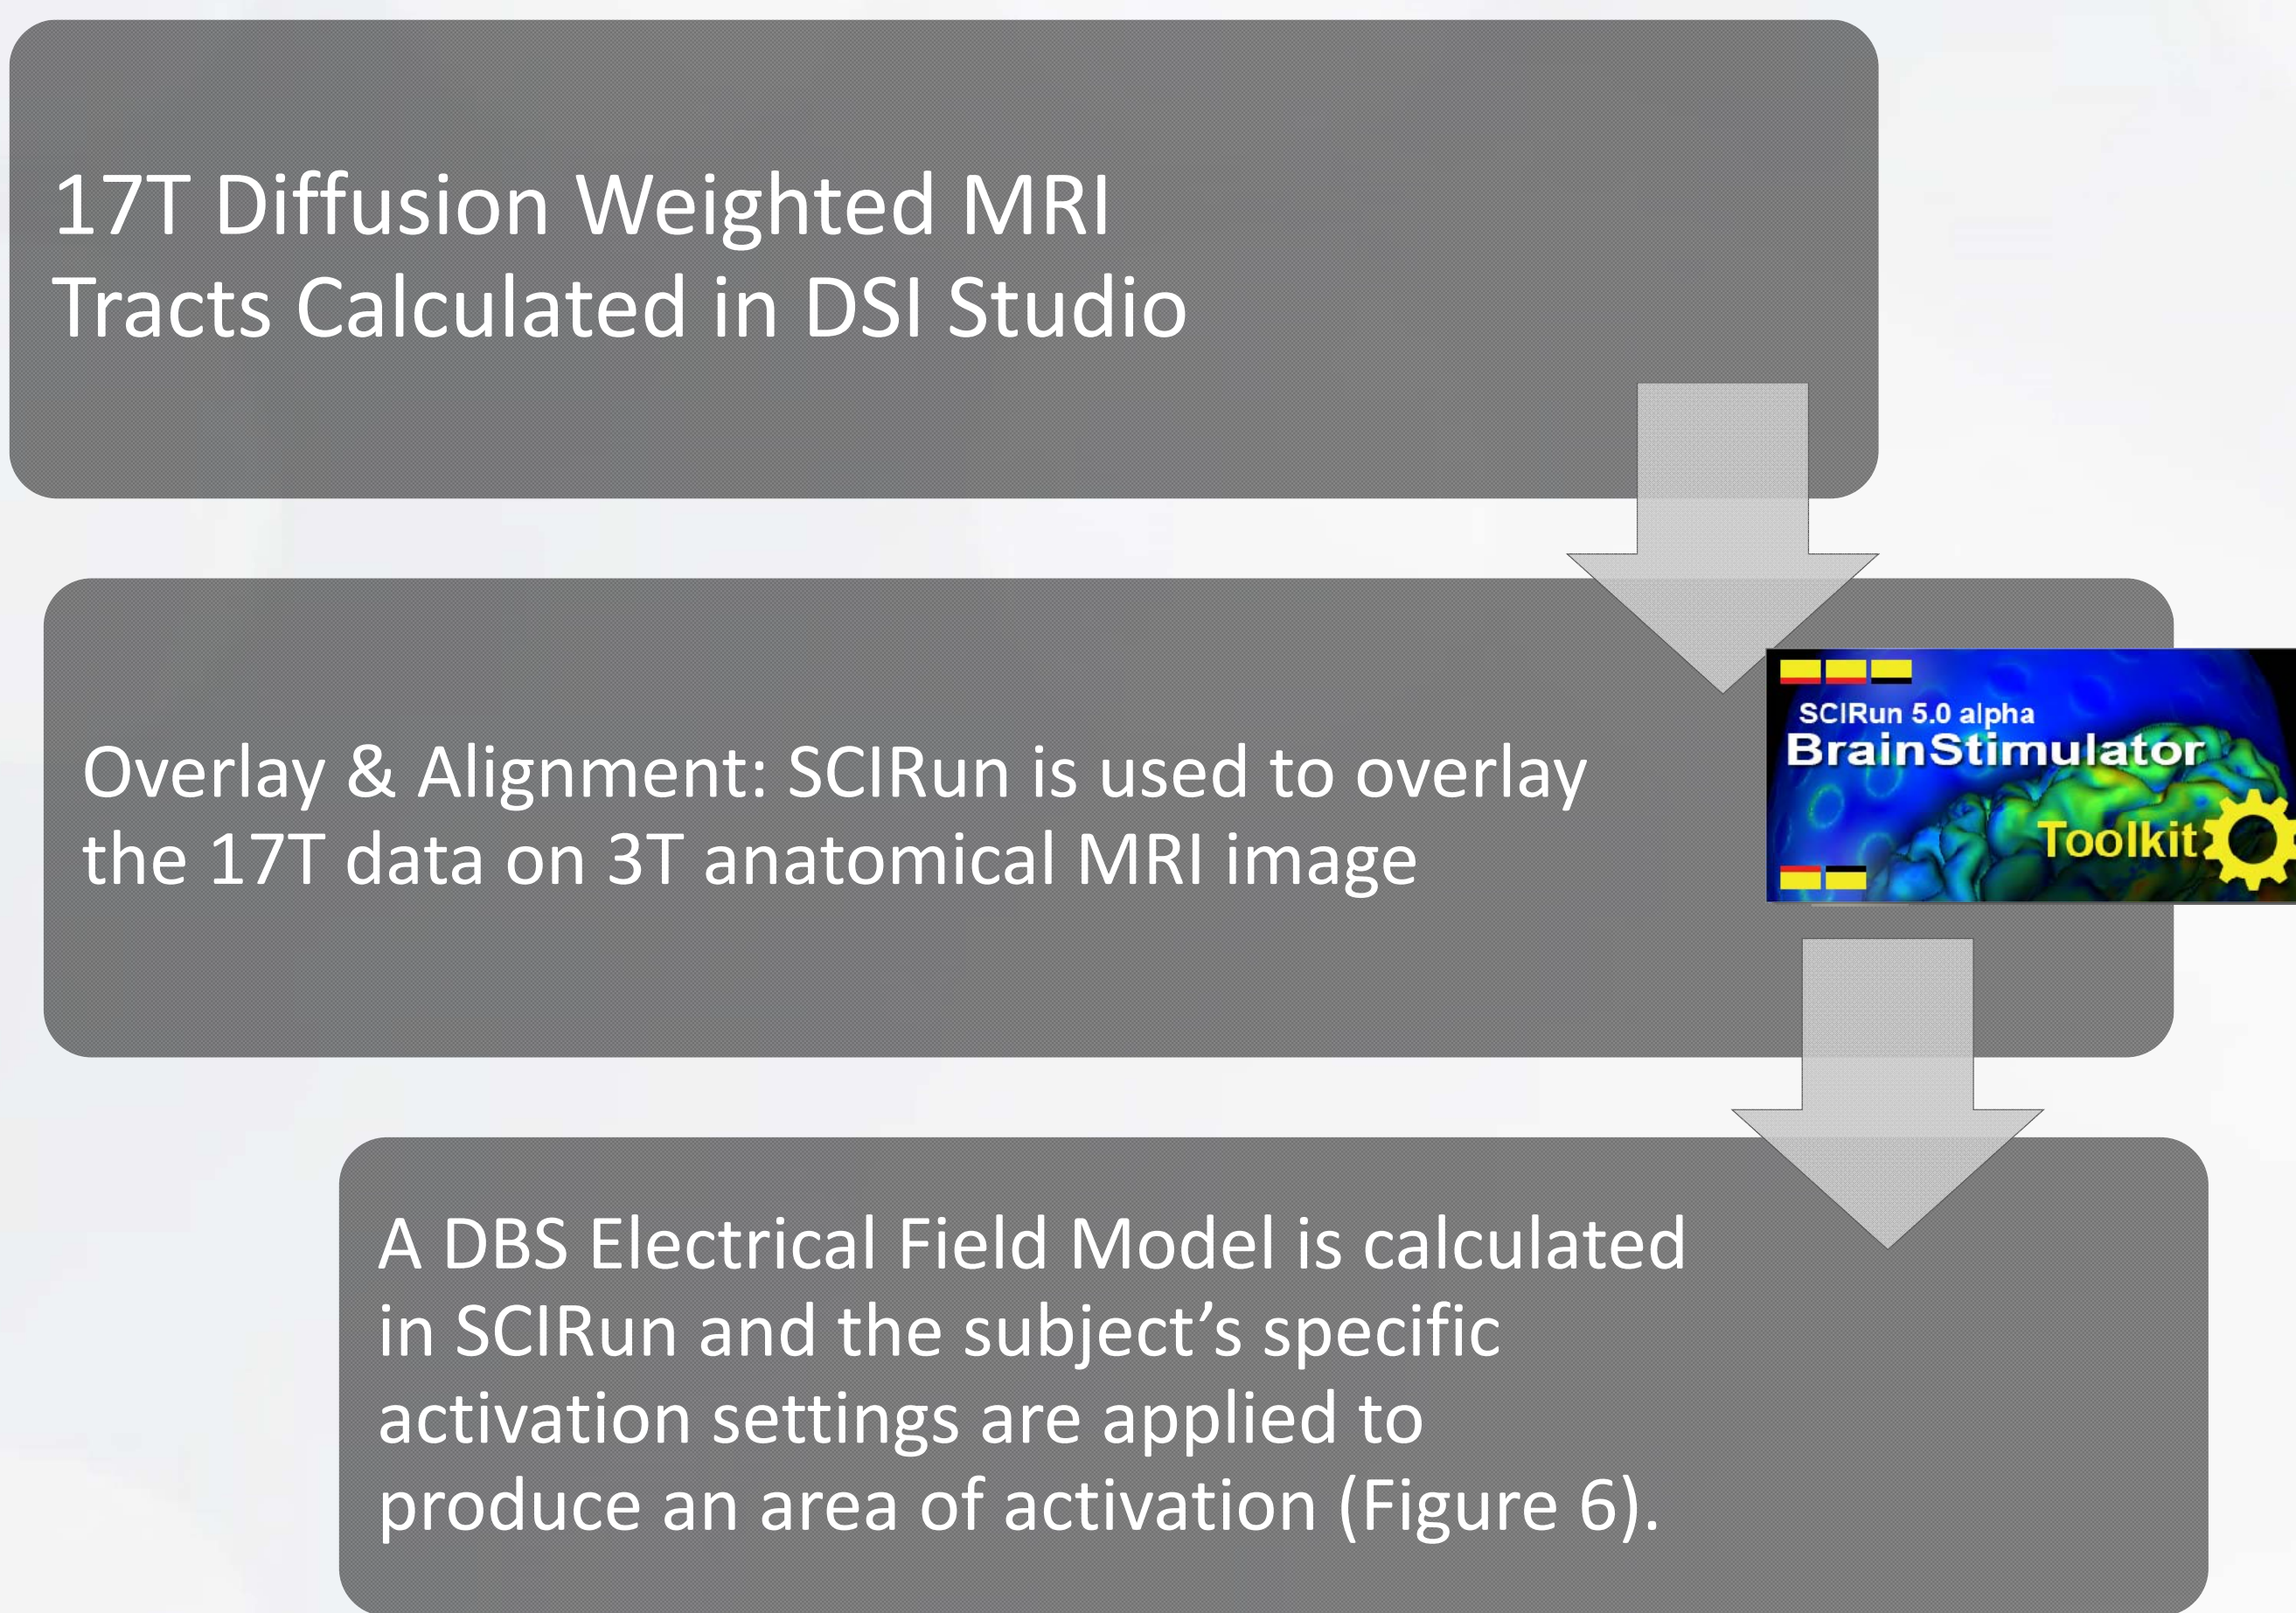 17T Diffusion Weighted MRI
Tracts Calculated in DSI Studio
Overlay & Alignment: SCIRun is used to overlay
the 17T data on 3T anatomical MRI image
SCIRun 5.0 alpha
BrainStimulator
Toolkit
A DBS Electrical Field Model is calculated
in SCIRun and the subject’s specific
activation settings are applied to
produce an area of activation (Figure 6).